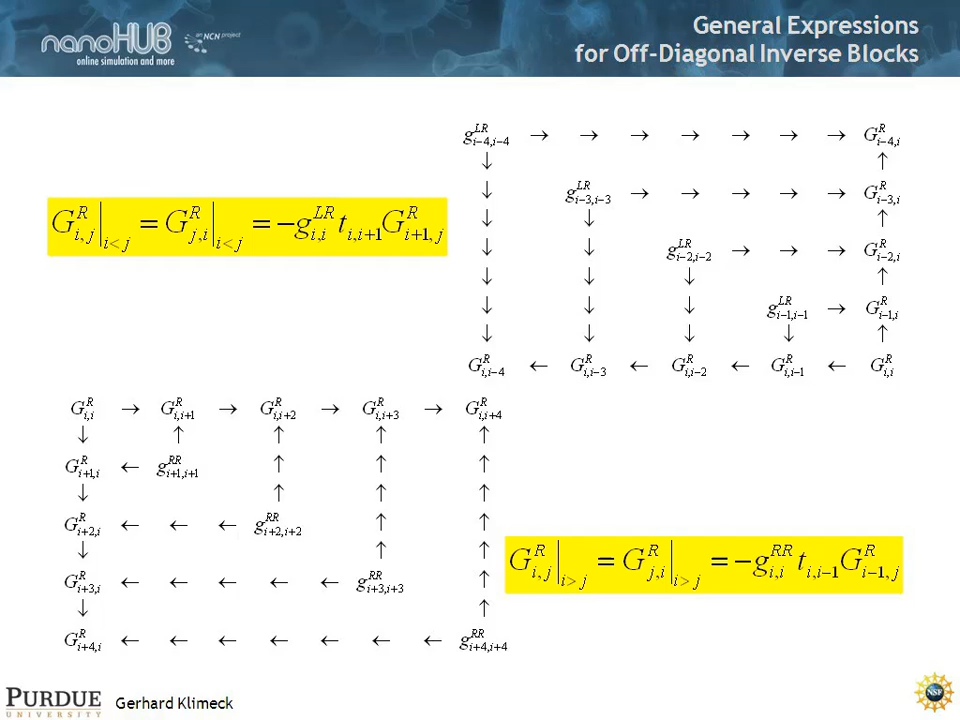 nanoHUB
an NCN project
online simulation and more
General Expressions
for Off-Diagonal Inverse Blocks
g^{LR}_{i-4,i-4} → → → → → → → G^R_{i-4,i}
↓ ↑
↓ g^{LR}_{i-3,i-3} → → → → → G^R_{i-3,i}
↓ ↓ ↑
↓ ↓ g^{LR}_{i-2,i-2} → → → G^R_{i-2,i}
↓ ↓ ↓ ↑
↓ ↓ ↓ g^{LR}_{i-1,i-1} → G^R_{i-1,i}
↓ ↓ ↓ ↓ ↑
G^R_{i,i-4} ← G^R_{i,i-3} ← G^R_{i,i-2} ← G^R_{i,i-1} ← G^R_{i,i}
G^R_{i,j}|_{i<j} = G^R_{j,i}|_{i<j} = -g^{LR}_{i,i} t_{i,i+1} G^R_{i+1,j}
G^R_{i,i} → G^R_{i,i+1} → G^R_{i,i+2} → G^R_{i,i+3} → G^R_{i,i+4}
↓ ↑ ↑ ↑ ↑
G^R_{i+1,i} ← g^{RR}_{i+1,i+1} ↑ ↑ ↑
↓ ↑ ↑ ↑
G^R_{i+2,i} ← ← ← g^{RR}_{i+2,i+2} ↑ ↑
↓ ↑ ↑
G^R_{i+3,i} ← ← ← ← ← g^{RR}_{i+3,i+3} ↑
↓ ↑
G^R_{i+4,i} ← ← ← ← ← ← ← g^{RR}_{i+4,i+4}
G^R_{i,j}|_{i>j} = G^R_{j,i}|_{i>j} = -g^{RR}_{i,i} t_{i,i-1} G^R_{i-1,j}
PURDUE
UNIVERSITY
Gerhard Klimeck
NSF